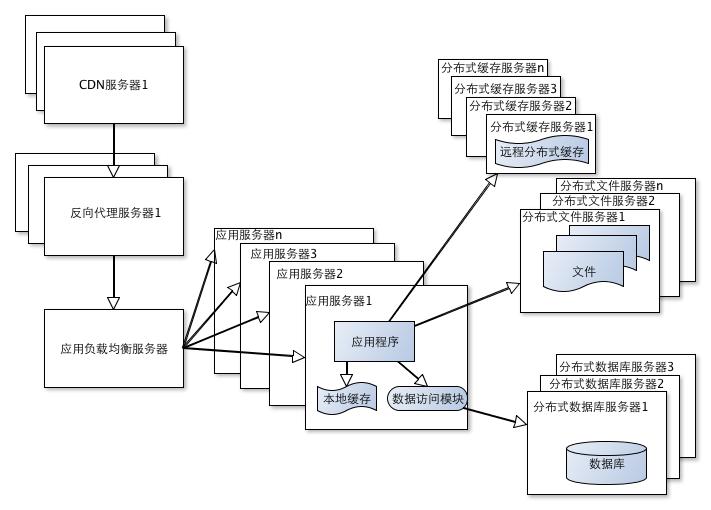 CDN服务器1
反向代理服务器1
应用负载均衡服务器
应用服务器n
应用服务器3
应用服务器2
应用服务器1
应用程序
本地缓存
数据访问模块
分布式缓存服务器n
分布式缓存服务器3
分布式缓存服务器2
分布式缓存服务器1
远程分布式缓存
分布式文件服务器n
分布式文件服务器2
分布式文件服务器1
文件
分布式数据库服务器3
分布式数据库服务器2
分布式数据库服务器1
数据库